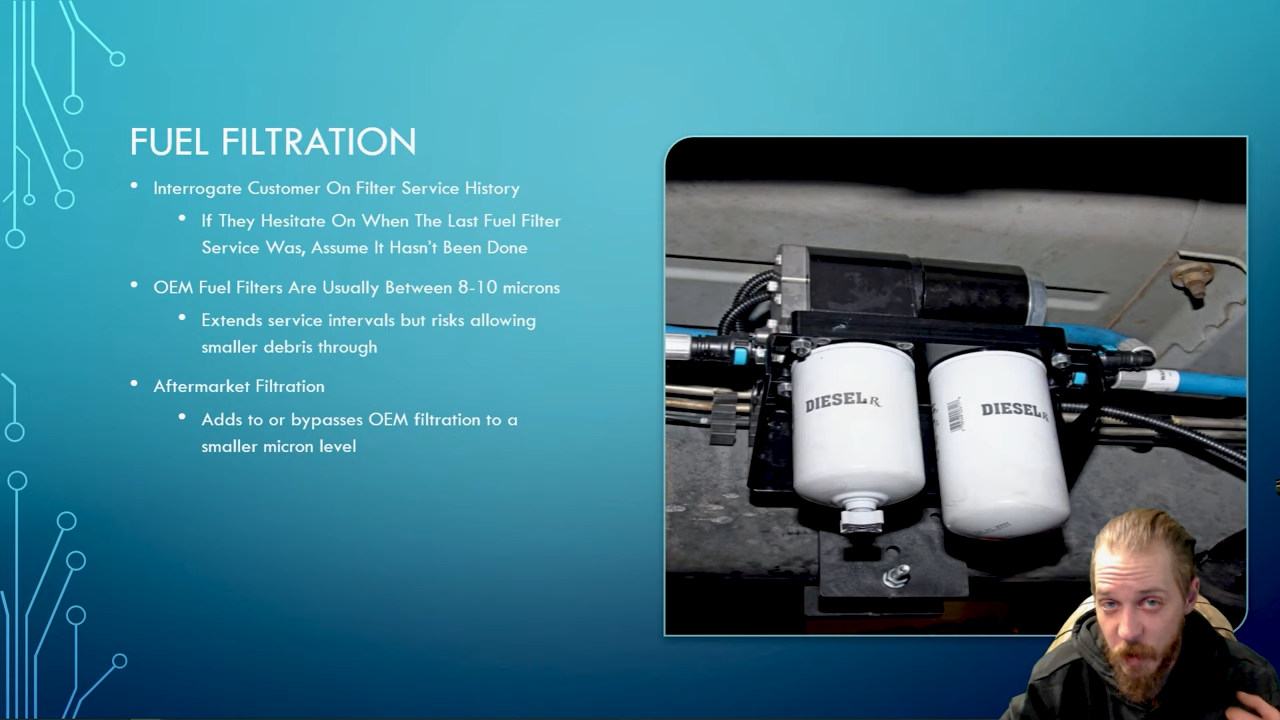 FUEL FILTRATION
• Interrogate Customer On Filter Service History
• If They Hesitate On When The Last Fuel Filter
Service Was, Assume It Hasn't Been Done
• OEM Fuel Filters Are Usually Between 8-10 microns
• Extends service intervals but risks allowing
smaller debris through
• Aftermarket Filtration
• Adds to or bypasses OEM filtration to a
smaller micron level
DIESELRx
DIESELRx